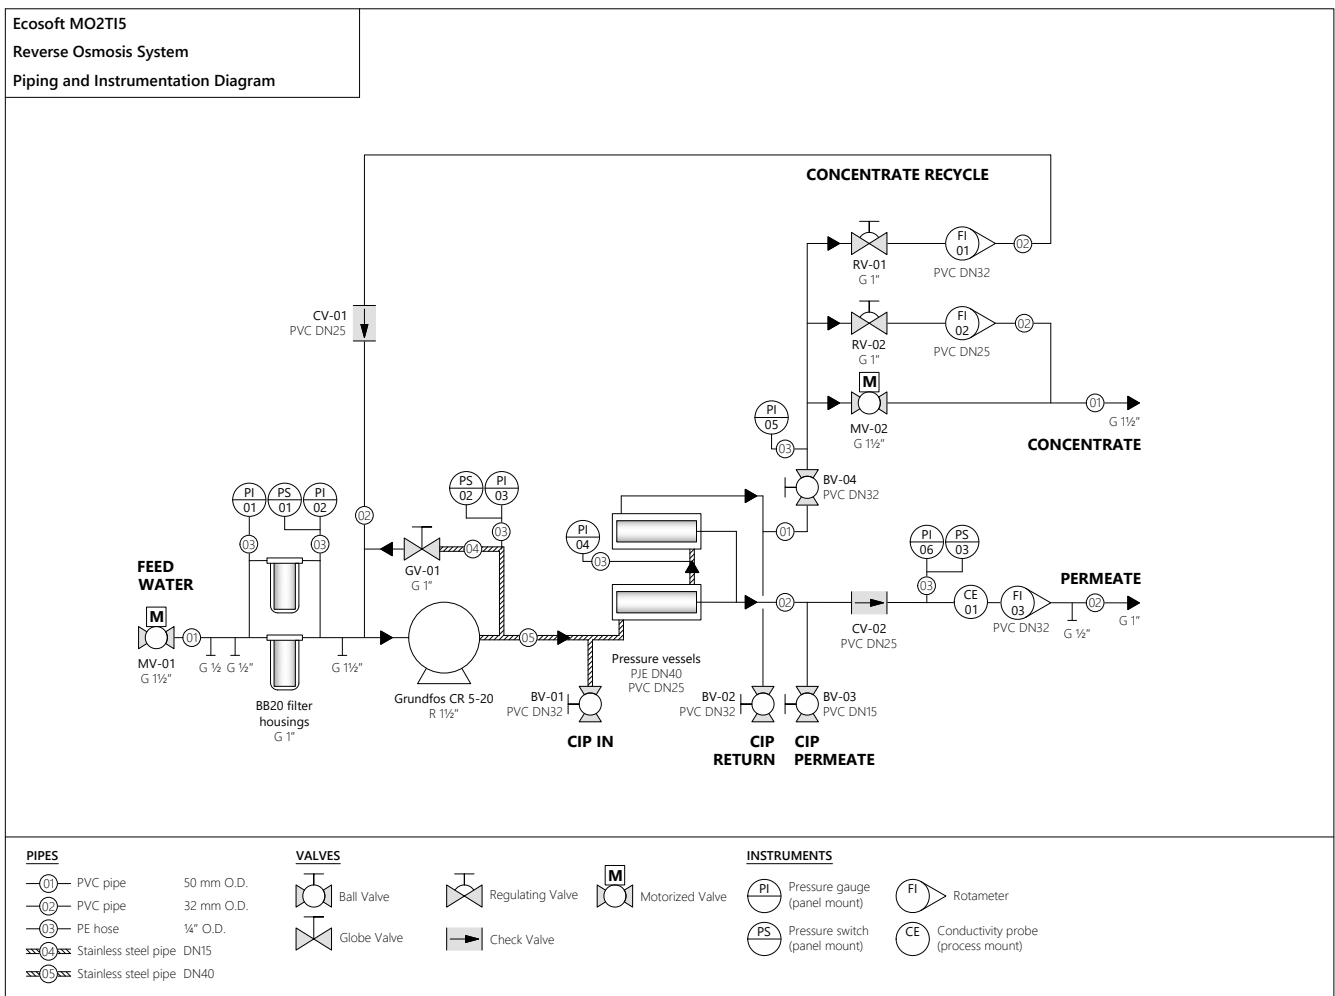 Ecosoft MO2TI5
Reverse Osmosis System
Piping and Instrumentation Diagram
CONCENTRATE RECYCLE
FI
01
02
RV-01
G 1"
PVC DN32
CV-01
PVC DN25
FI
02
02
RV-02
G 1"
PVC DN25
M
MV-02
G 1½"
01
G 1½"
CONCENTRATE
PI
05
03
BV-04
PVC DN32
01
PI
01
PS
01
PI
02
03
03
02
PS
02
PI
03
03
04
GV-01
G 1"
PI
04
03
PI
06
PS
03
03
FEED
WATER
M
MV-01
G 1½"
01
G ½
G ½"
G 1½"
BB20 filter
housings
G 1"
Grundfos CR 5-20
R 1½"
05
Pressure vessels
PJE DN40
PVC DN25
02
CV-02
PVC DN25
CE
01
FI
03
PVC DN32
G ½"
02
G 1"
PERMEATE
BV-01
PVC DN32
CIP IN
BV-02
PVC DN32
CIP
RETURN
BV-03
PVC DN15
CIP
PERMEATE
PIPES
01 PVC pipe 50 mm O.D.
02 PVC pipe 32 mm O.D.
03 PE hose ¼" O.D.
04 Stainless steel pipe DN15
05 Stainless steel pipe DN40
VALVES
Ball Valve
Globe Valve
Regulating Valve
Check Valve
M
Motorized Valve
INSTRUMENTS
PI
Pressure gauge
(panel mount)
PS
Pressure switch
(panel mount)
FI
Rotameter
CE
Conductivity probe
(process mount)